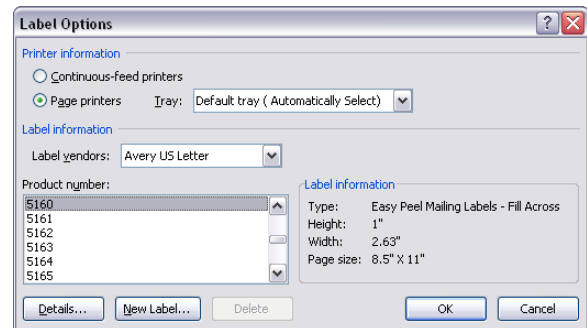 Label Options
Printer information
Continuous-feed printers
Page printers Tray: Default tray ( Automatically Select)
Label information
Label vendors: Avery US Letter
Product number:
5160
5161
5162
5163
5164
5165
Label information
Type: Easy Peel Mailing Labels - Fill Across
Height: 1"
Width: 2.63"
Page size: 8.5" X 11"
Details... New Label... Delete OK Cancel